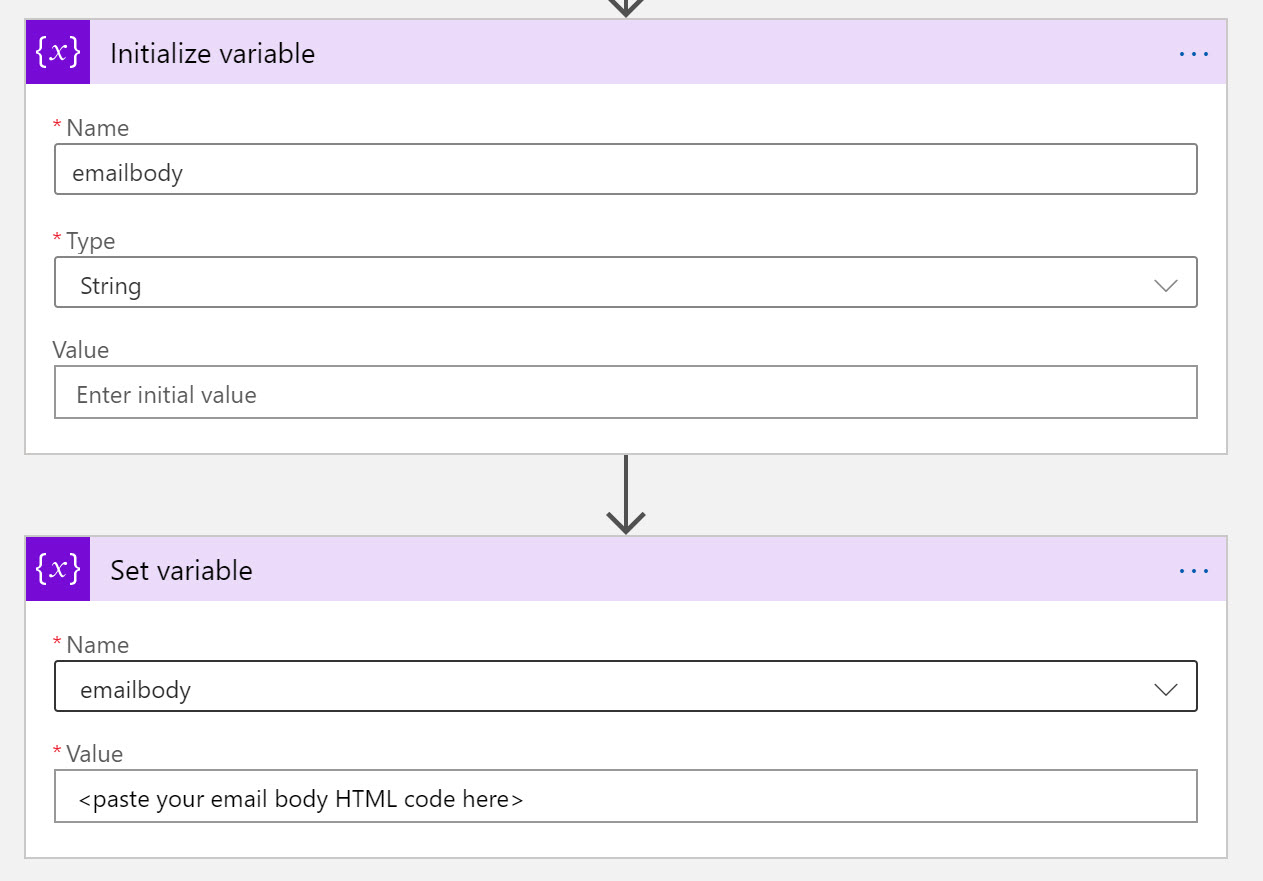 {x} Initialize variable ...
* Name
emailbody
* Type
String
Value
Enter initial value
{x} Set variable ...
* Name
emailbody
* Value
<paste your email body HTML code here>